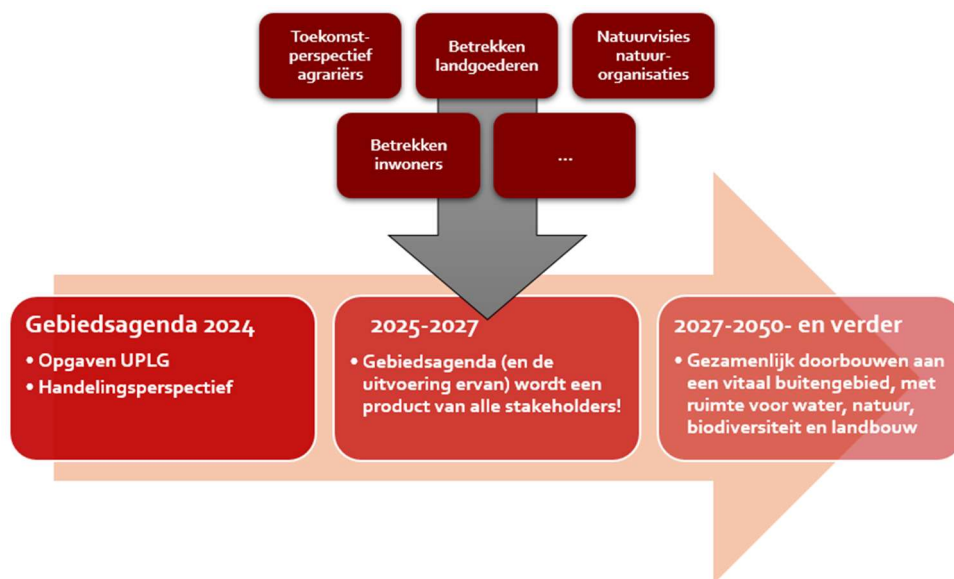 Toekomst-
perspectief
agrariërs
Betrekken
landgoederen
Natuurvisies
natuur-
organisaties
Betrekken
inwoners
...
Gebiedsagenda 2024
• Opgaven UPLG
• Handelingsperspectief
2025-2027
• Gebiedsagenda (en de
uitvoering ervan) wordt een
product van alle stakeholders!
2027-2050- en verder
• Gezamenlijk doorbouwen aan
een vitaal buitengebied, met
ruimte voor water, natuur,
biodiversiteit en landbouw